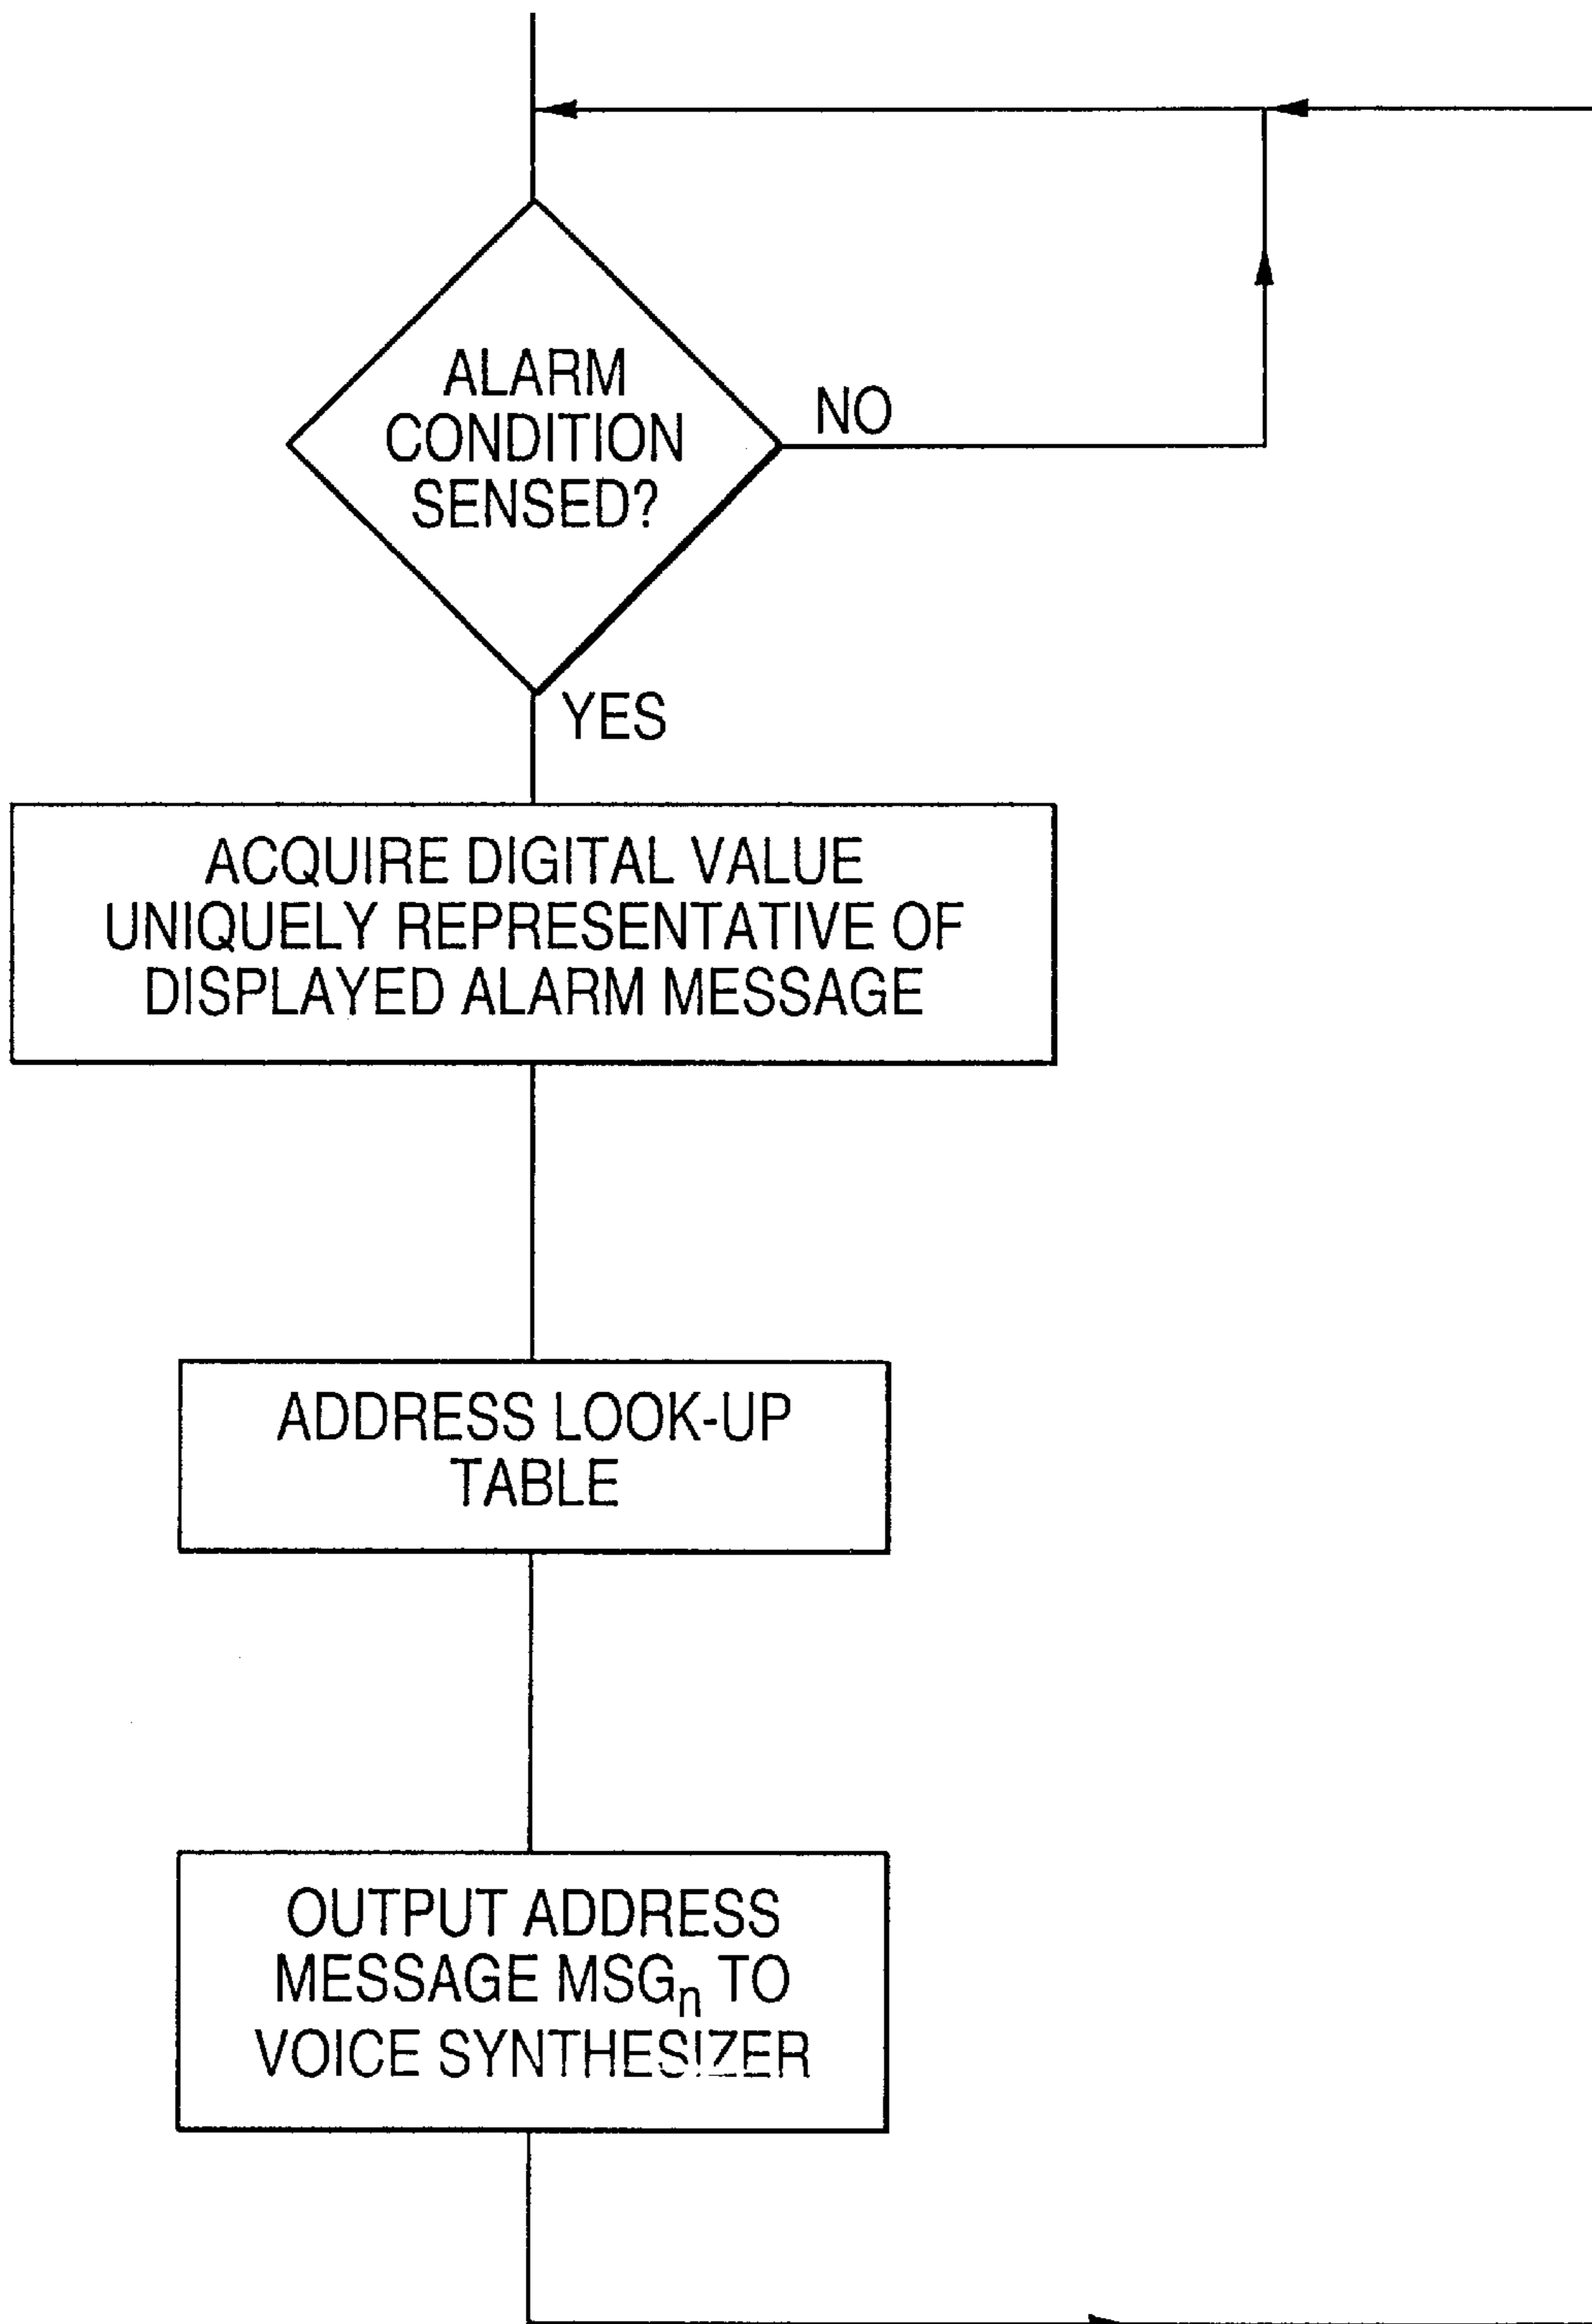 ALARM
CONDITION
SENSED?
NO
YES
ACQUIRE DIGITAL VALUE
UNIQUELY REPRESENTATIVE OF
DISPLAYED ALARM MESSAGE
ADDRESS LOOK-UP
TABLE
OUTPUT ADDRESS
MESSAGE MSGn TO
VOICE SYNTHESIZER